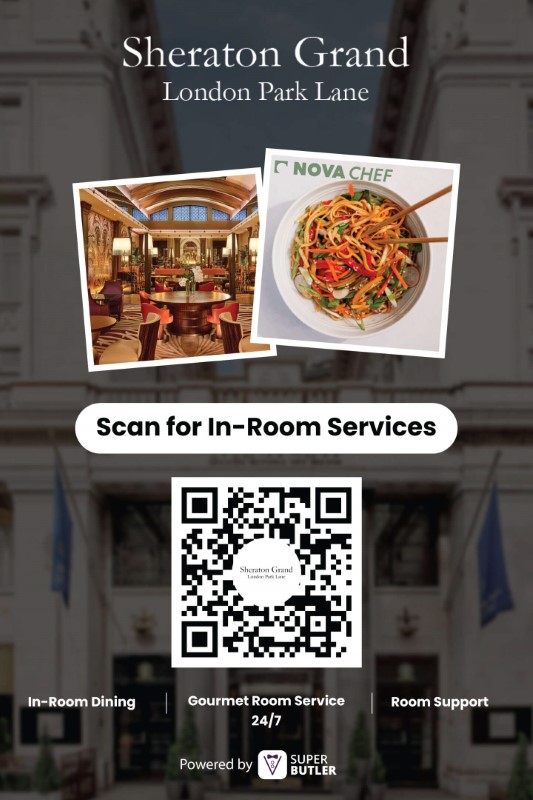 Sheraton Grand
London Park Lane
NOVA CHEF
Scan for In-Room Services
Sheraton Grand
London Park Lane
In-Room Dining
Gourmet Room Service
24/7
Room Support
Powered by SUPER
BUTLER